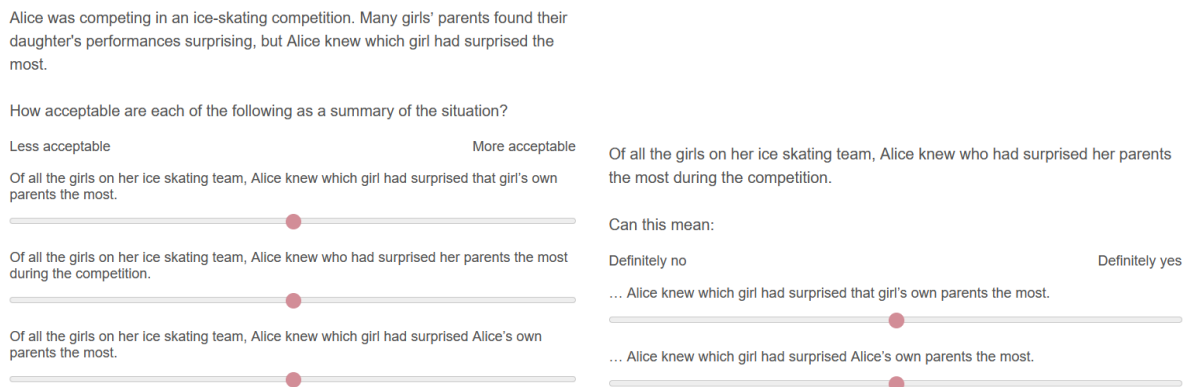 Alice was competing in an ice-skating competition. Many girls’ parents found their
daughter's performances surprising, but Alice knew which girl had surprised the
most.
How acceptable are each of the following as a summary of the situation?
Less acceptable
More acceptable
Of all the girls on her ice skating team, Alice knew which girl had surprised that girl’s own
parents the most.
Of all the girls on her ice skating team, Alice knew who had surprised her parents the most
during the competition.
Of all the girls on her ice skating team, Alice knew which girl had surprised Alice’s own
parents the most.
Of all the girls on her ice skating team, Alice knew who had surprised her parents
the most during the competition.
Can this mean:
Definitely no
Definitely yes
… Alice knew which girl had surprised that girl’s own parents the most.
… Alice knew which girl had surprised Alice’s own parents the most.